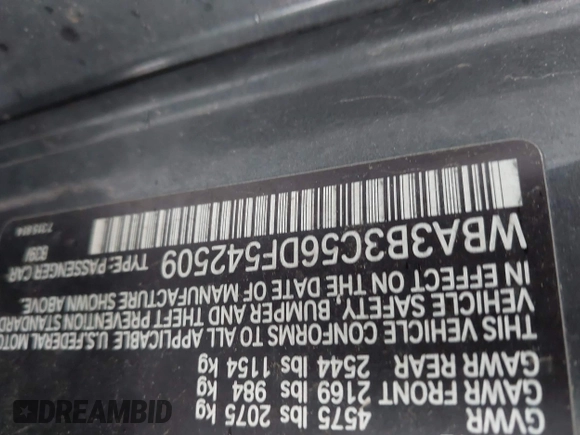 GVWR 4575 lbs 2075 kg
GAWR FRONT 2169 lbs 984 kg
GAWR REAR 2544 lbs 1154 kg
THIS VEHICLE CONFORMS TO ALL APPLICABLE U.S.FEDERAL MOTO
VEHICLE SAFETY, BUMPER AND THEFT PREVENTION STANDARD
IN EFFECT ON THE DATE OF MANUFACTURE SHOWN ABOVE.
WBA3B3C56DF542509 TYPE: PASSENGER CAR
DREAMBID